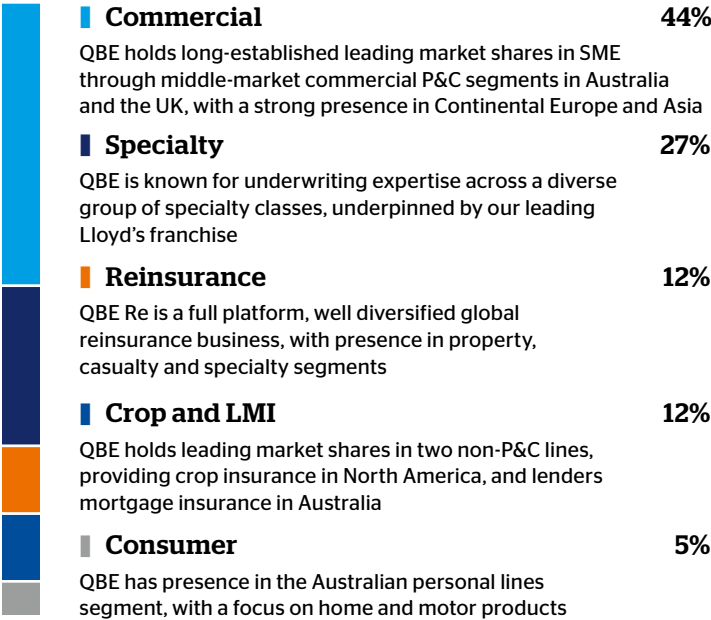 Commercial 44%
QBE holds long-established leading market shares in SME
through middle-market commercial P&C segments in Australia
and the UK, with a strong presence in Continental Europe and Asia
Specialty 27%
QBE is known for underwriting expertise across a diverse
group of specialty classes, underpinned by our leading
Lloyd's franchise
Reinsurance 12%
QBE Re is a full platform, well diversified global
reinsurance business, with presence in property,
casualty and specialty segments
Crop and LMI 12%
QBE holds leading market shares in two non-P&C lines,
providing crop insurance in North America, and lenders
mortgage insurance in Australia
Consumer 5%
QBE has presence in the Australian personal lines
segment, with a focus on home and motor products